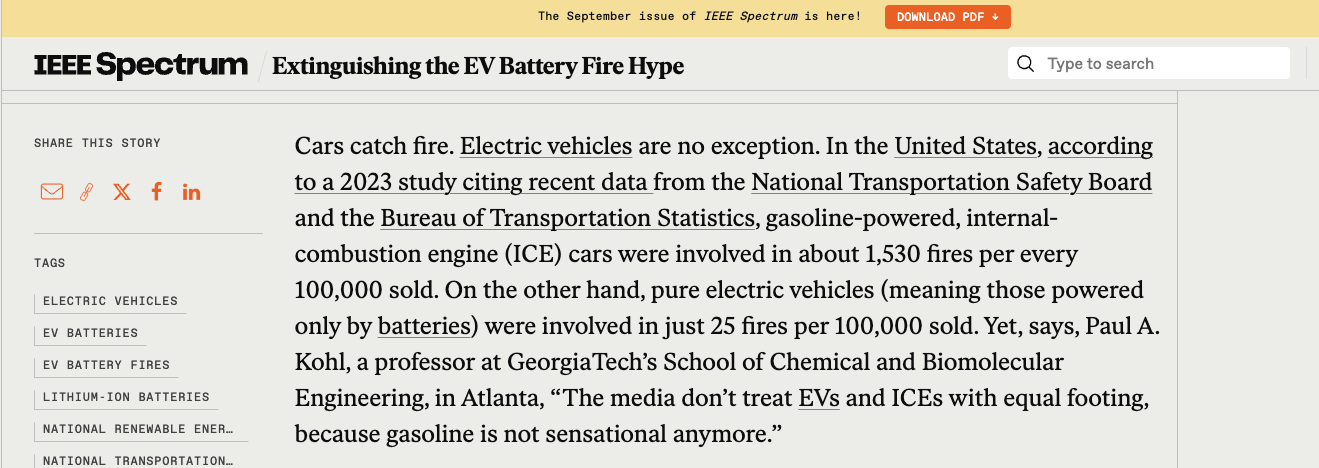 The September issue of IEEE Spectrum is here!
DOWNLOAD PDF ↓
IEEE Spectrum
Extinguishing the EV Battery Fire Hype
Type to search
SHARE THIS STORY
TAGS
ELECTRIC VEHICLES
EV BATTERIES
EV BATTERY FIRES
LITHIUM-ION BATTERIES
NATIONAL RENEWABLE ENER…
NATIONAL TRANSPORTATION…
Cars catch fire. Electric vehicles are no exception. In the United States, according
to a 2023 study citing recent data from the National Transportation Safety Board
and the Bureau of Transportation Statistics, gasoline-powered, internal-
combustion engine (ICE) cars were involved in about 1,530 fires per every
100,000 sold. On the other hand, pure electric vehicles (meaning those powered
only by batteries) were involved in just 25 fires per 100,000 sold. Yet, says, Paul A.
Kohl, a professor at GeorgiaTech’s School of Chemical and Biomolecular
Engineering, in Atlanta, “The media don’t treat EVs and ICEs with equal footing,
because gasoline is not sensational anymore.”